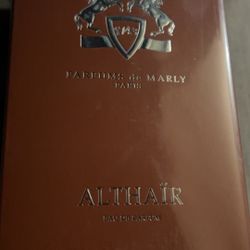 PARFUMS de MARLY
PARIS
ALTHAÏR
EAU DE PARFUM